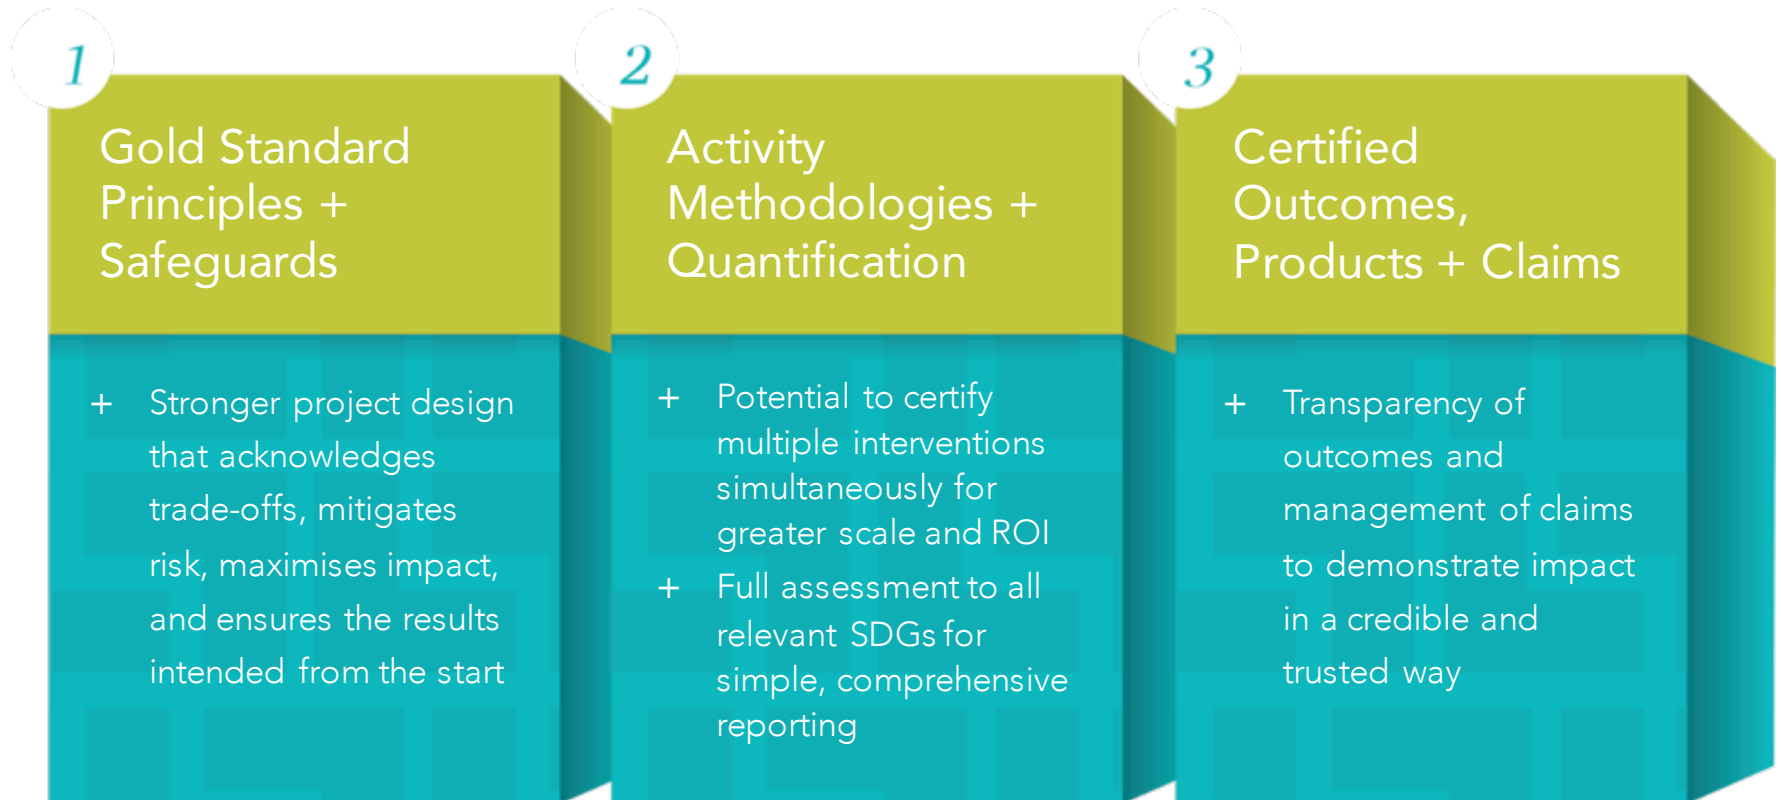 1
Gold Standard
Principles +
Safeguards
+ Stronger project design
that acknowledges
trade-offs, mitigates
risk, maximises impact,
and ensures the results
intended from the start
2
Activity
Methodologies +
Quantification
+ Potential to certify
multiple interventions
simultaneously for
greater scale and ROI
+ Full assessment to all
relevant SDGs for
simple, comprehensive
reporting
3
Certified
Outcomes,
Products + Claims
+ Transparency of
outcomes and
management of claims
to demonstrate impact
in a credible and
trusted way